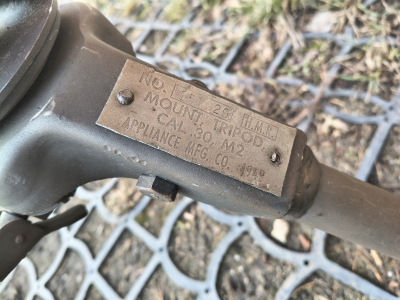 NO.
MOUNT, TRIPOD,
CAL .30, M2
APPLIANCE MFG. CO.